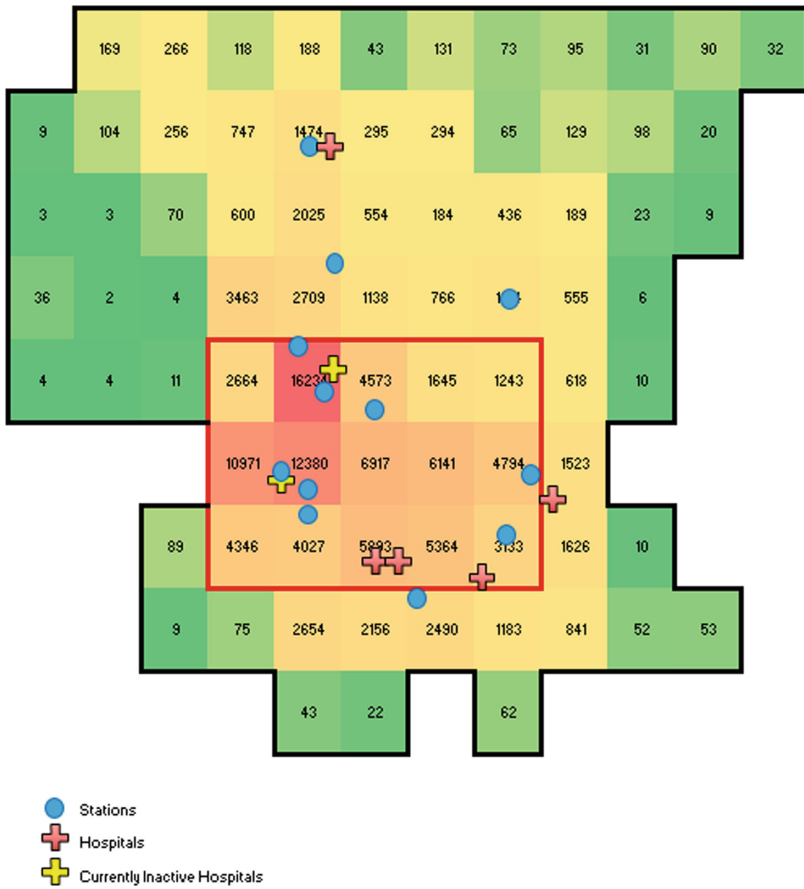 169 266 118 188 43 131 73 95 31 90 32
9 104 256 747 1474 295 294 65 129 98 20
3 3 70 600 2025 554 184 436 189 23 9
36 2 4 3463 2709 1138 766 555 6
4 4 11 2664 4573 1645 1243 618 10
10971 12380 6917 6141 4794 1523
89 4346 4027 5893 5364 3133 1626 10
9 75 2654 2156 2490 1183 841 52 53
43 22 62
Stations
Hospitals
Currently Inactive Hospitals